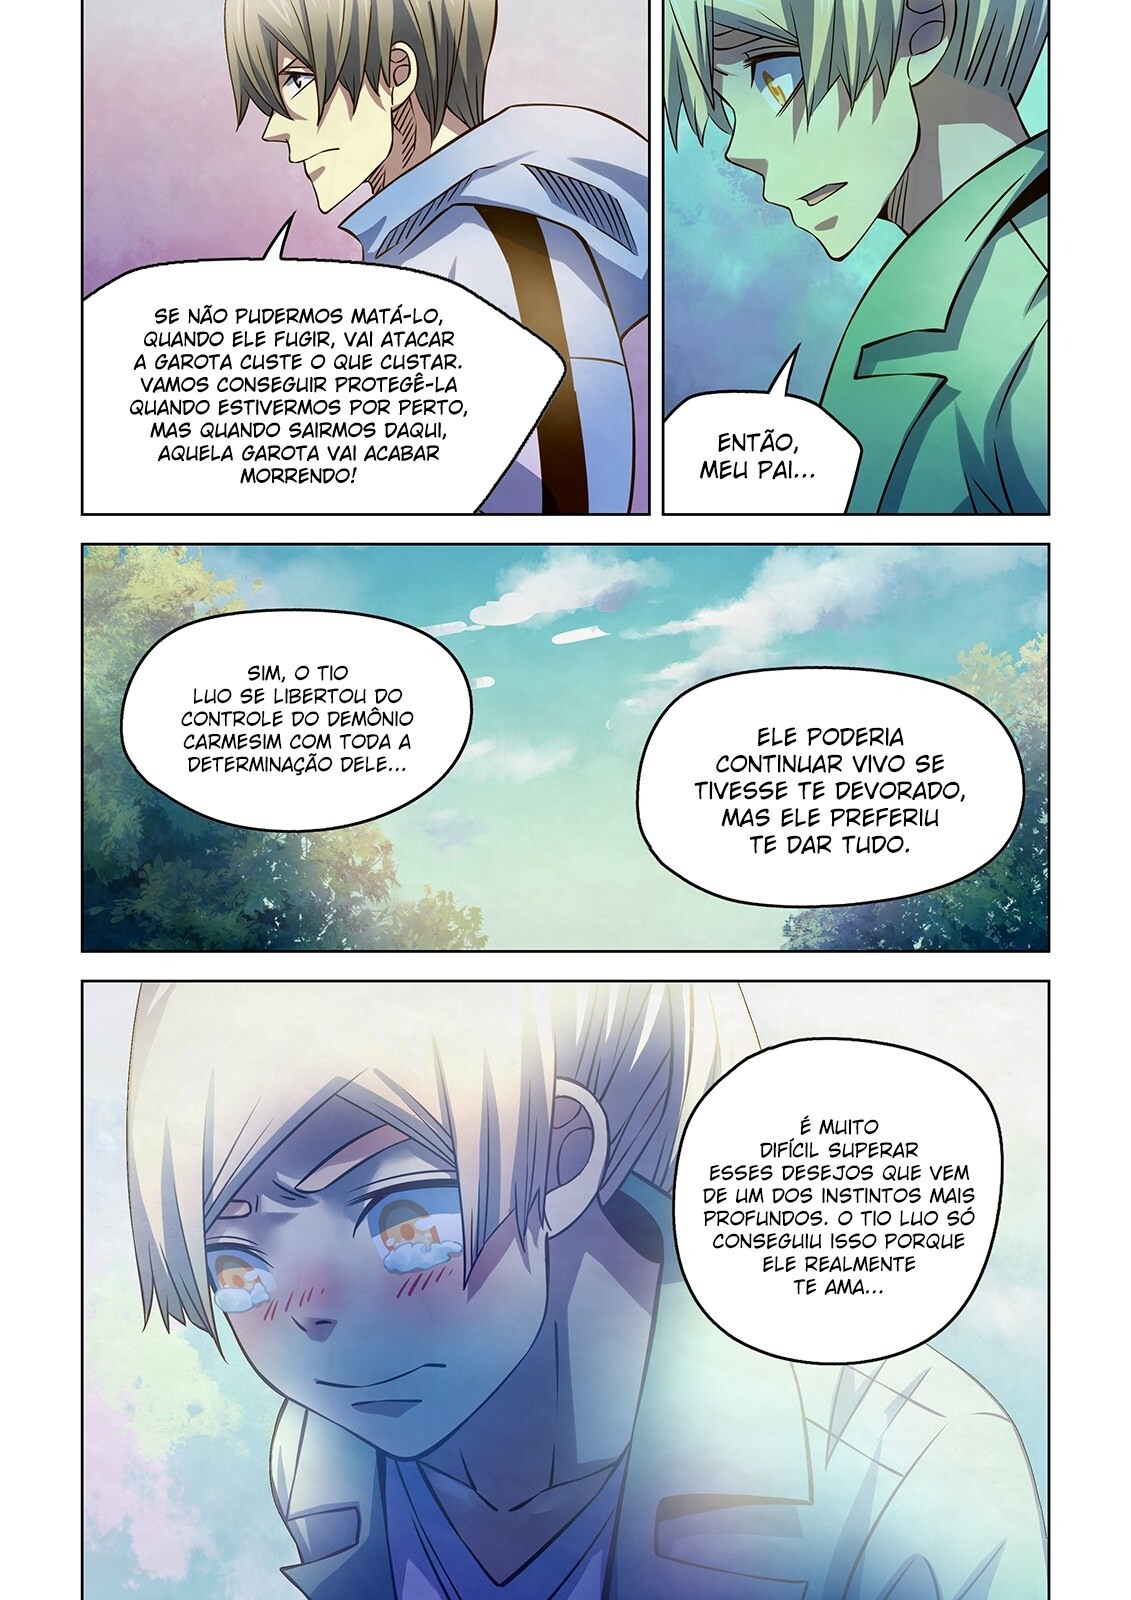 SE NÃO PUDERMOS MATÁ-LO,
QUANDO ELE FUGIR, VAI ATACAR
A GAROTA CUSTE O QUE CUSTAR.
VAMOS CONSEGUIR PROTEGÊ-LA
QUANDO ESTIVERMOS POR PERTO,
MAS QUANDO SAIRMOS DAQUI,
AQUELA GAROTA VAI ACABAR
MORRENDO!
ENTÃO,
MEU PAI...
SIM, O TIO
LUO SE LIBERTOU DO
CONTROLE DO DEMÔNIO
CARMESIM COM TODA A
DETERMINAÇÃO DELE...
ELE PODERIA
CONTINUAR VIVO SE
TIVESSE TE DEVORADO,
MAS ELE PREFERIU
TE DAR TUDO.
É MUITO
DIFÍCIL SUPERAR
ESSES DESEJOS QUE VEM
DE UM DOS INSTINTOS MAIS
PROFUNDOS. O TIO LUO SÓ
CONSEGUIU ISSO PORQUE
ELE REALMENTE
TE AMA...